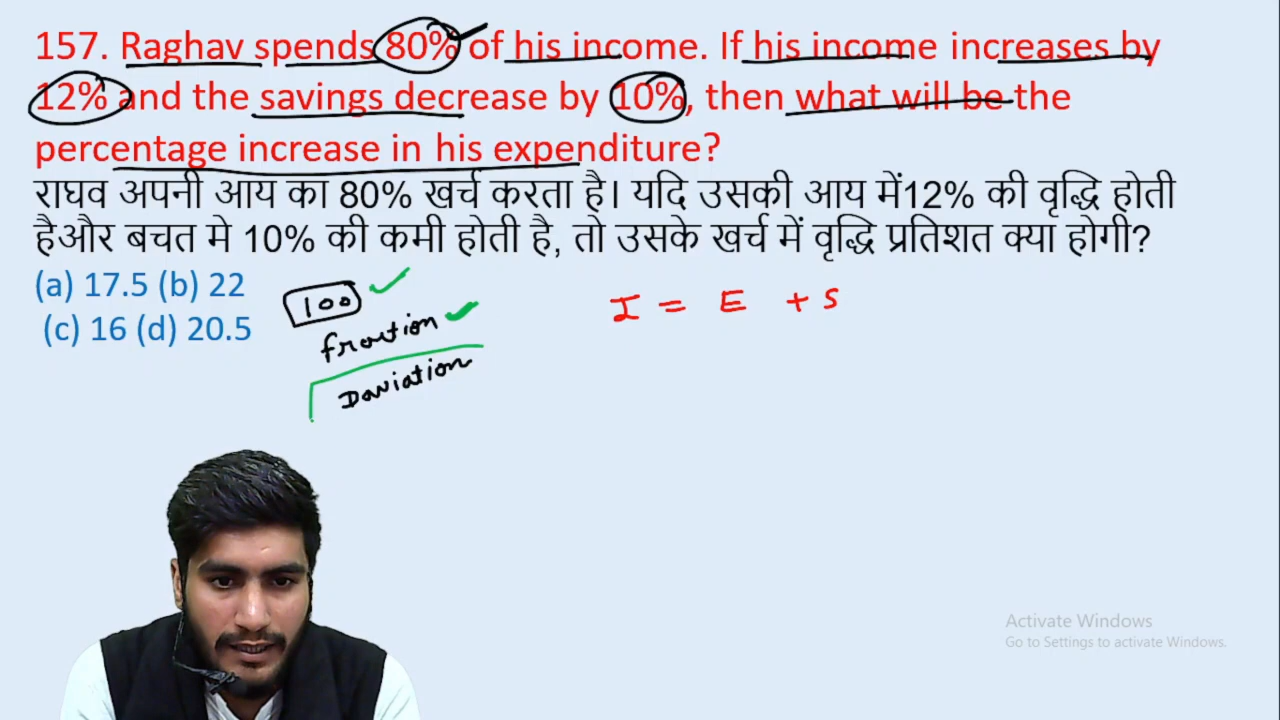 157. Raghav spends 80% of his income. If his income increases by
12% and the savings decrease by 10%, then what will be the
percentage increase in his expenditure?
राघव अपनी आय का 80% खर्च करता है। यदि उसकी आय में12% की वृद्धि होती
हैऔर बचत मे 10% की कमी होती है, तो उसके खर्च में वृद्धि प्रतिशत क्या होगी?
(a) 17.5 (b) 22
(c) 16 (d) 20.5
100
fraction
Daviation
I = E + S
Activate Windows
Go to Settings to activate Windows.